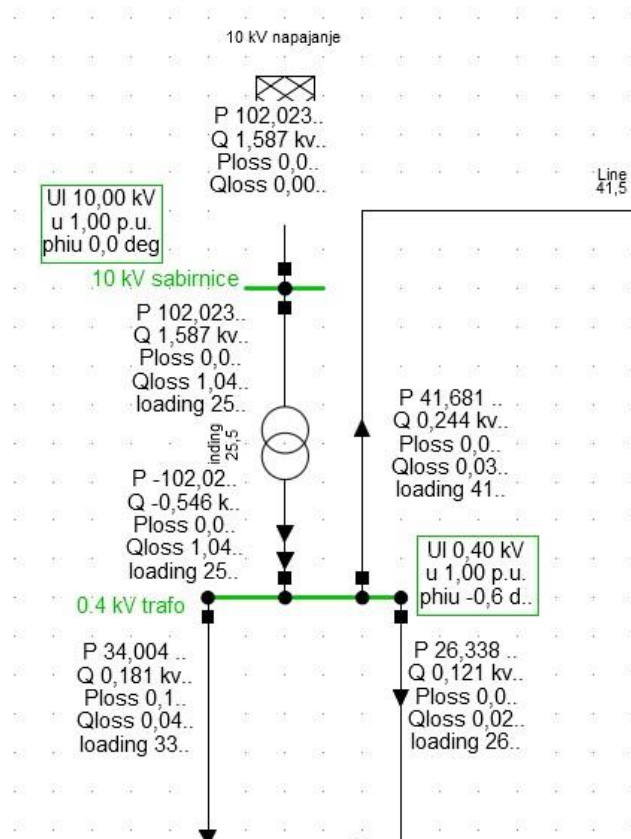 10 kV napajanje
P 102,023..
Q 1,587 kv..
Ploss 0,0..
Qloss 0,00..
Line
41,5
Ul 10,00 kV
u 1,00 p.u.
phiu 0,0 deg
10 kV sabirnice
P 102,023..
Q 1,587 kv..
Ploss 0,0..
Qloss 1,04..
loading 25..
inding
25,5
P 41,681 ..
Q 0,244 kv..
Ploss 0,0..
Qloss 0,03..
loading 41..
P -102,02..
Q -0,546 k..
Ploss 0,0..
Qloss 1,04..
loading 25..
Ul 0,40 kV
u 1,00 p.u.
phiu -0,6 d..
0.4 kV trafo
P 34,004 ..
Q 0,181 kv..
Ploss 0,1..
Qloss 0,04..
loading 33..
P 26,338 ..
Q 0,121 kv..
Ploss 0,0..
Qloss 0,02..
loading 26..